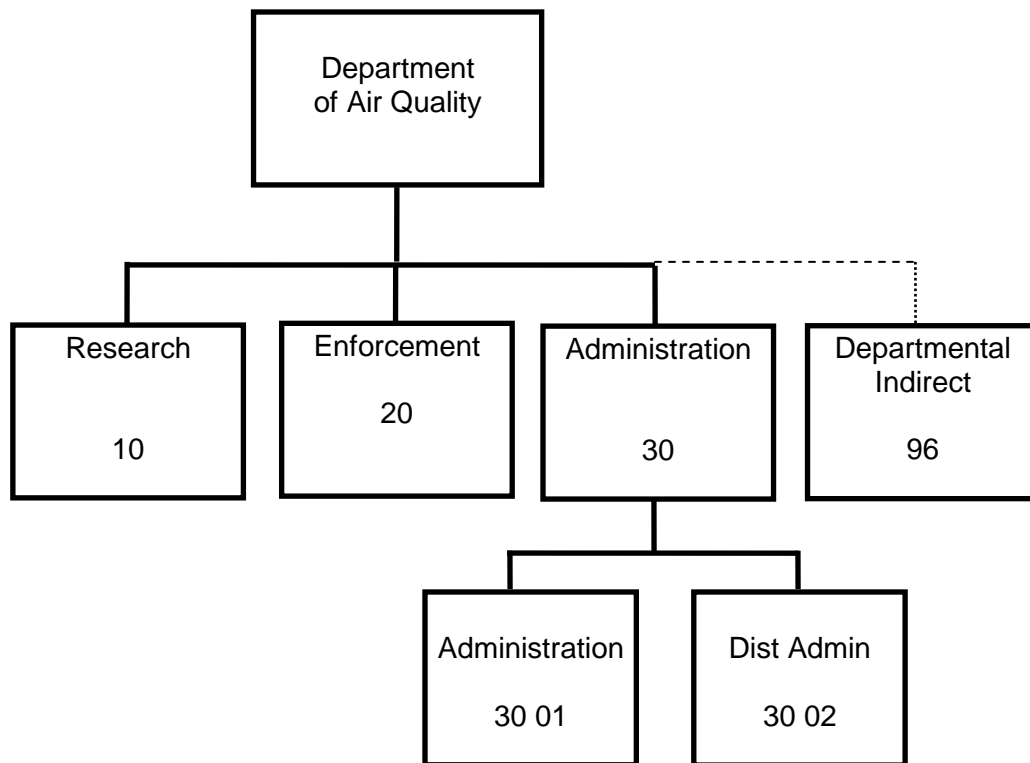 Department
of Air Quality
Research
10
Enforcement
20
Administration
30
Departmental
Indirect
96
Administration
30 01
Dist Admin
30 02